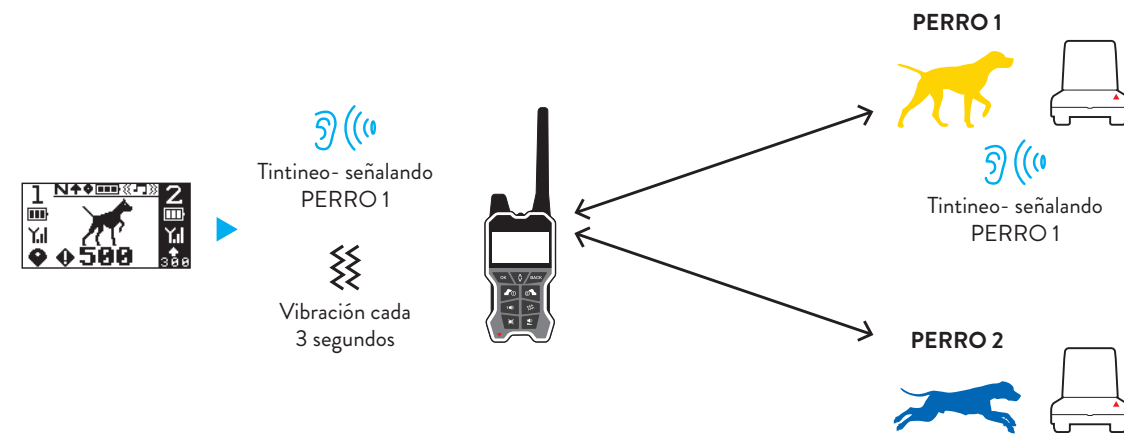 PERRO 1
Tintineo- señalando
PERRO 1
1 N 2
500
300
Vibración cada
3 segundos
OK BACK
Tintineo- señalando
PERRO 1
PERRO 2